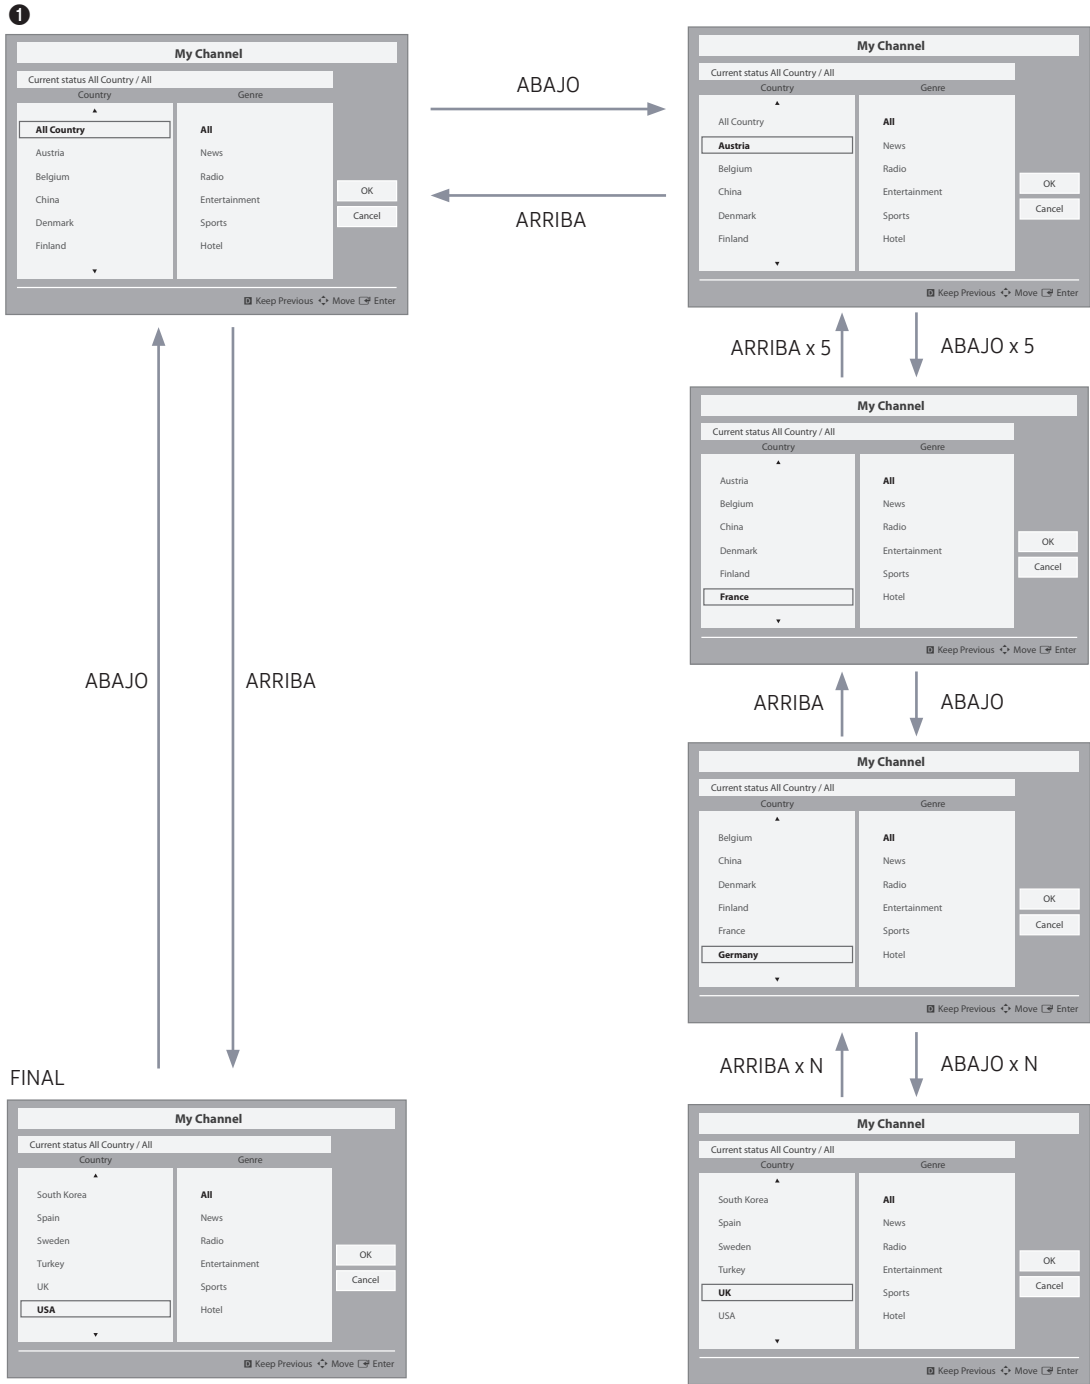 ❶
My Channel
Current status All Country / All
Country Genre
▲
All Country All
Austria News
Belgium Radio
China Entertainment
Denmark Sports
Finland Hotel
▼
OK
Cancel
D Keep Previous Move Enter
ABAJO
ARRIBA
My Channel
Current status All Country / All
Country Genre
▲
All Country All
Austria News
Belgium Radio
China Entertainment
Denmark Sports
Finland Hotel
▼
OK
Cancel
D Keep Previous Move Enter
ARRIBA x 5
ABAJO x 5
My Channel
Current status All Country / All
Country Genre
▲
Austria All
Belgium News
China Radio
Denmark Entertainment
Finland Sports
France Hotel
▼
OK
Cancel
D Keep Previous Move Enter
ABAJO
ARRIBA
ARRIBA
ABAJO
My Channel
Current status All Country / All
Country Genre
▲
Belgium All
China News
Denmark Radio
Finland Entertainment
France Sports
Germany Hotel
▼
OK
Cancel
D Keep Previous Move Enter
ARRIBA x N
ABAJO x N
FINAL
My Channel
Current status All Country / All
Country Genre
▲
South Korea All
Spain News
Sweden Radio
Turkey Entertainment
UK Sports
USA Hotel
▼
OK
Cancel
D Keep Previous Move Enter
My Channel
Current status All Country / All
Country Genre
▲
South Korea All
Spain News
Sweden Radio
Turkey Entertainment
UK Sports
USA Hotel
▼
OK
Cancel
D Keep Previous Move Enter